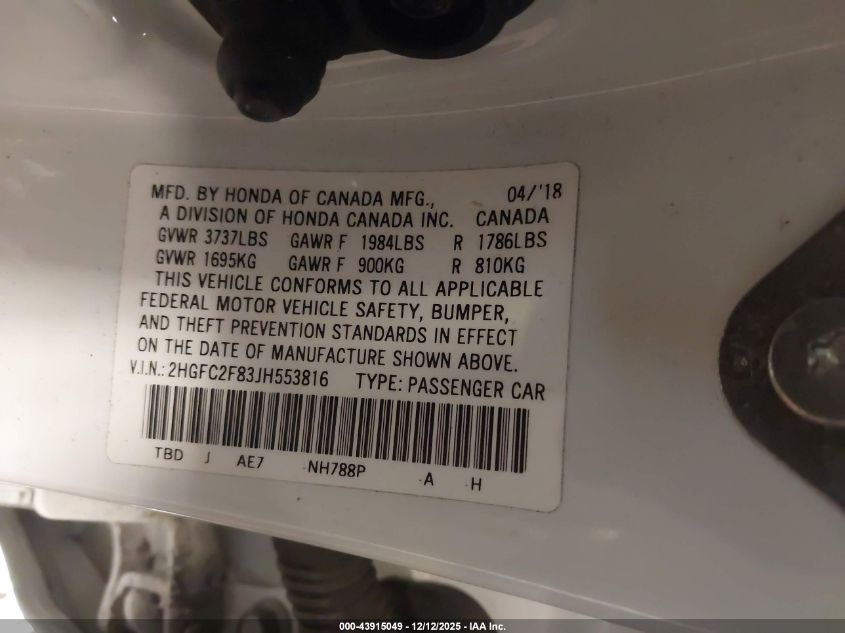 MFD. BY HONDA OF CANADA MFG., 04/'18
A DIVISION OF HONDA CANADA INC. CANADA
GVWR 3737LBS GAWR F 1984LBS R 1786LBS
GVWR 1695KG GAWR F 900KG R 810KG
THIS VEHICLE CONFORMS TO ALL APPLICABLE
FEDERAL MOTOR VEHICLE SAFETY, BUMPER,
AND THEFT PREVENTION STANDARDS IN EFFECT
ON THE DATE OF MANUFACTURE SHOWN ABOVE.
V.I.N.: 2HGFC2F83JH553816 TYPE: PASSENGER CAR
TBD J AE7 NH788P A H
000-43915049 - 12/12/2025 - IAA Inc.